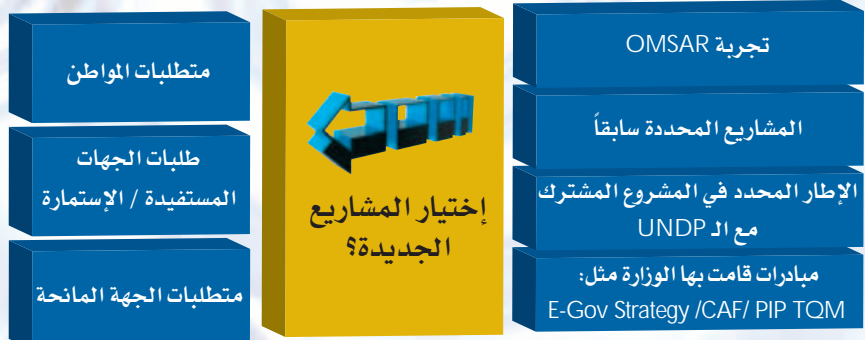 تجربة OMSAR
المشاريع المحددة سابقاً
الإطار المحدد في المشروع المشترك
مع الـ UNDP
مبادرات قامت بها الوزارة مثل:
E-Gov Strategy /CAF/ PIP TQM
إختيار المشاريع
الجديدة؟
متطلبات المواطن
طلبات الجهات
المستفيدة / الإستمارة
متطلبات الجهة المانحة